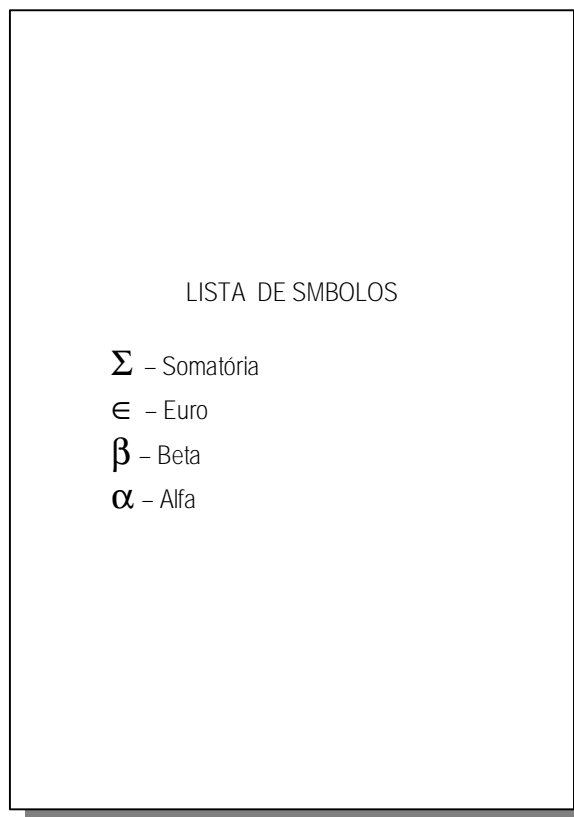 LISTA DE SMBOLOS
Σ – Somatória
∈ – Euro
β – Beta
α – Alfa